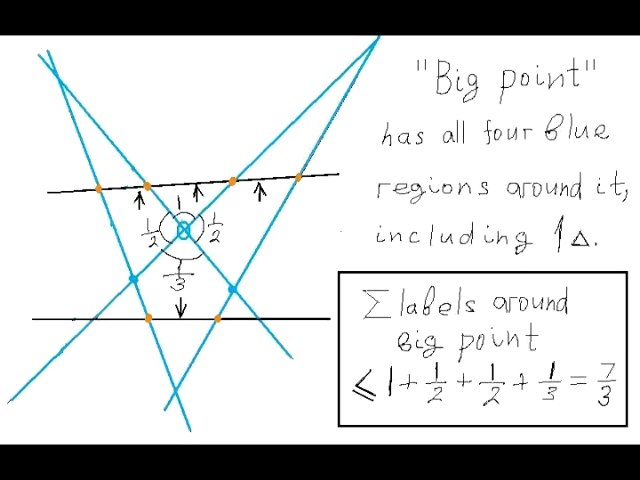 "Big point"
has all four blue
regions around it,
including 1 △.
1
1/2 1/2
1/3
∑ labels around
big point
≤ 1 + 1/2 + 1/2 + 1/3 = 7/3